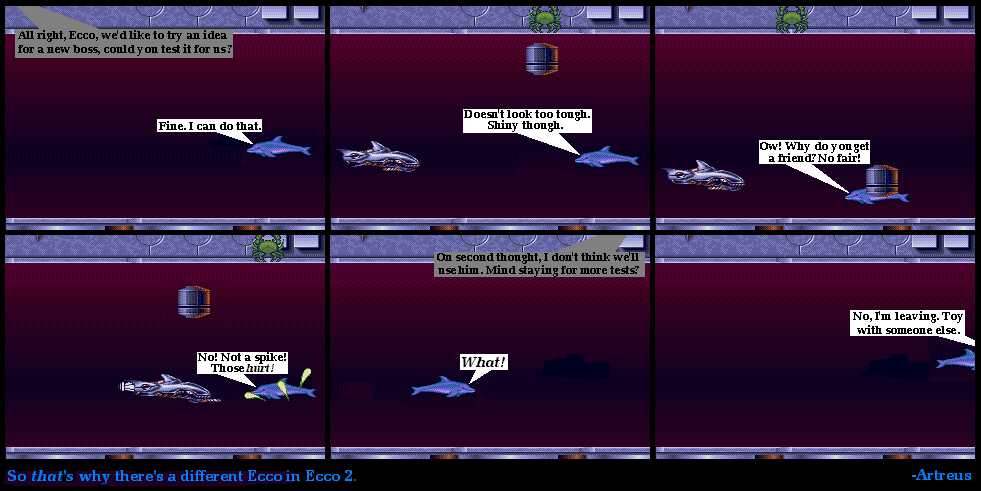 All right, Ecco, we'd like to try an idea
for a new boss, could you test it for us?
Fine. I can do that.
Doesn't look too tough.
Shiny though.
Ow! Why do you get
a friend? No fair!
No! Not a spike!
Those hurt!
On second thought, I don't think we'll
use him. Mind staying for more tests?
What!
No, I'm leaving. Toy
with someone else.
So that's why there's a different Ecco in Ecco 2.
-Artreus